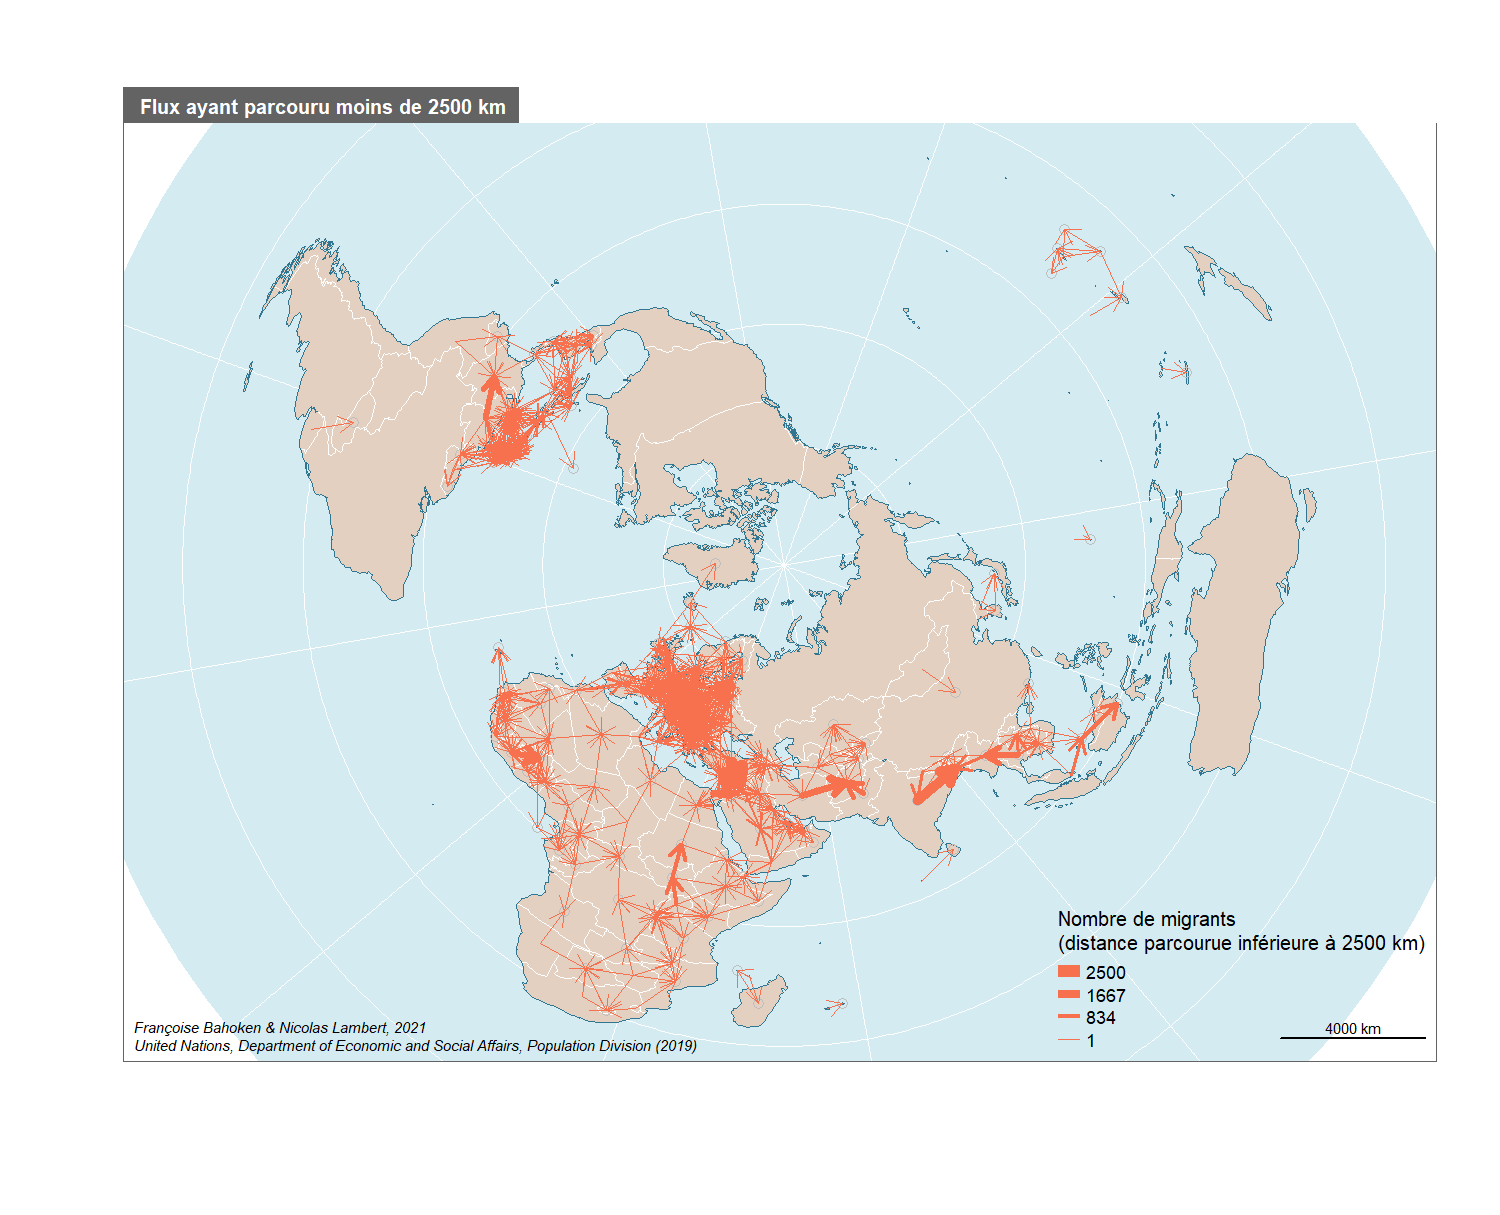 Flux ayant parcouru moins de 2500 km
Nombre de migrants
(distance parcourue inférieure à 2500 km)
2500
1667
834
1
4000 km
Françoise Bahoken & Nicolas Lambert, 2021
United Nations, Department of Economic and Social Affairs, Population Division (2019)